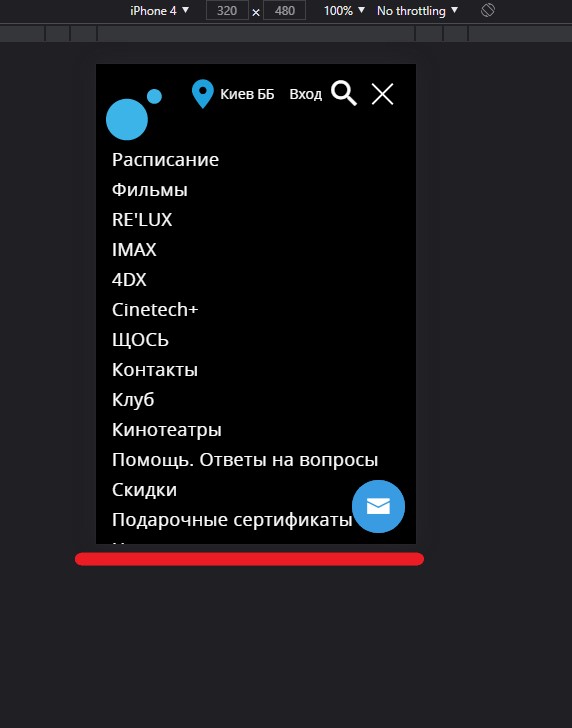 iPhone 4 320 x 480 100% No throttling
Киев ББ Вход
Расписание
Фильмы
RE'LUX
IMAX
4DX
Cinetech+
ЩОСЬ
Контакты
Клуб
Кинотеатры
Помощь. Ответы на вопросы
Скидки
Подарочные сертификаты